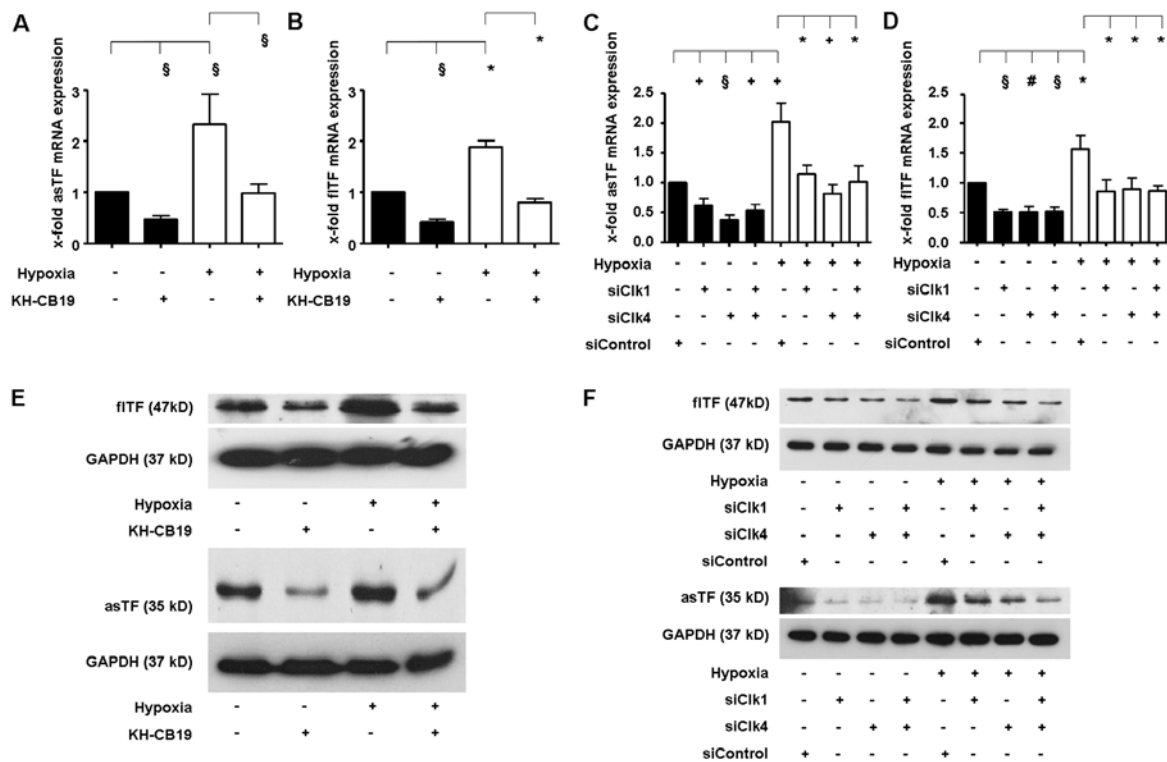 A
x-fold asTF mRNA expression
§
§ §
3
2
1
0
Hypoxia - - + +
KH-CB19 - + - +
B
x-fold flTF mRNA expression
*
§ *
3
2
1
0
Hypoxia - - + +
KH-CB19 - + - +
C
x-fold asTF mRNA expression
* + *
+ § + +
2.5
2.0
1.5
1.0
0.5
0.0
Hypoxia - - - - + + + +
siClk1 - + - + - + - +
siClk4 - - + + - - + +
siControl + - - - + - - -
D
x-fold flTF mRNA expression
* * *
§ # § *
2.5
2.0
1.5
1.0
0.5
0.0
Hypoxia - - - - + + + +
siClk1 - + - + - + - +
siClk4 - - + + - - + +
siControl + - - - + - - -
E
flTF (47kD)
GAPDH (37 kD)
Hypoxia - - + +
KH-CB19 - + - +
asTF (35 kD)
GAPDH (37 kD)
Hypoxia - - + +
KH-CB19 - + - +
F
flTF (47kD)
GAPDH (37 kD)
Hypoxia - - - - + + + +
siClk1 - + - + - + - +
siClk4 - - + + - - + +
siControl + - - - + - - -
asTF (35 kD)
GAPDH (37 kD)
Hypoxia - - - - + + + +
siClk1 - + - + - + - +
siClk4 - - + + - - + +
siControl + - - - + - - -